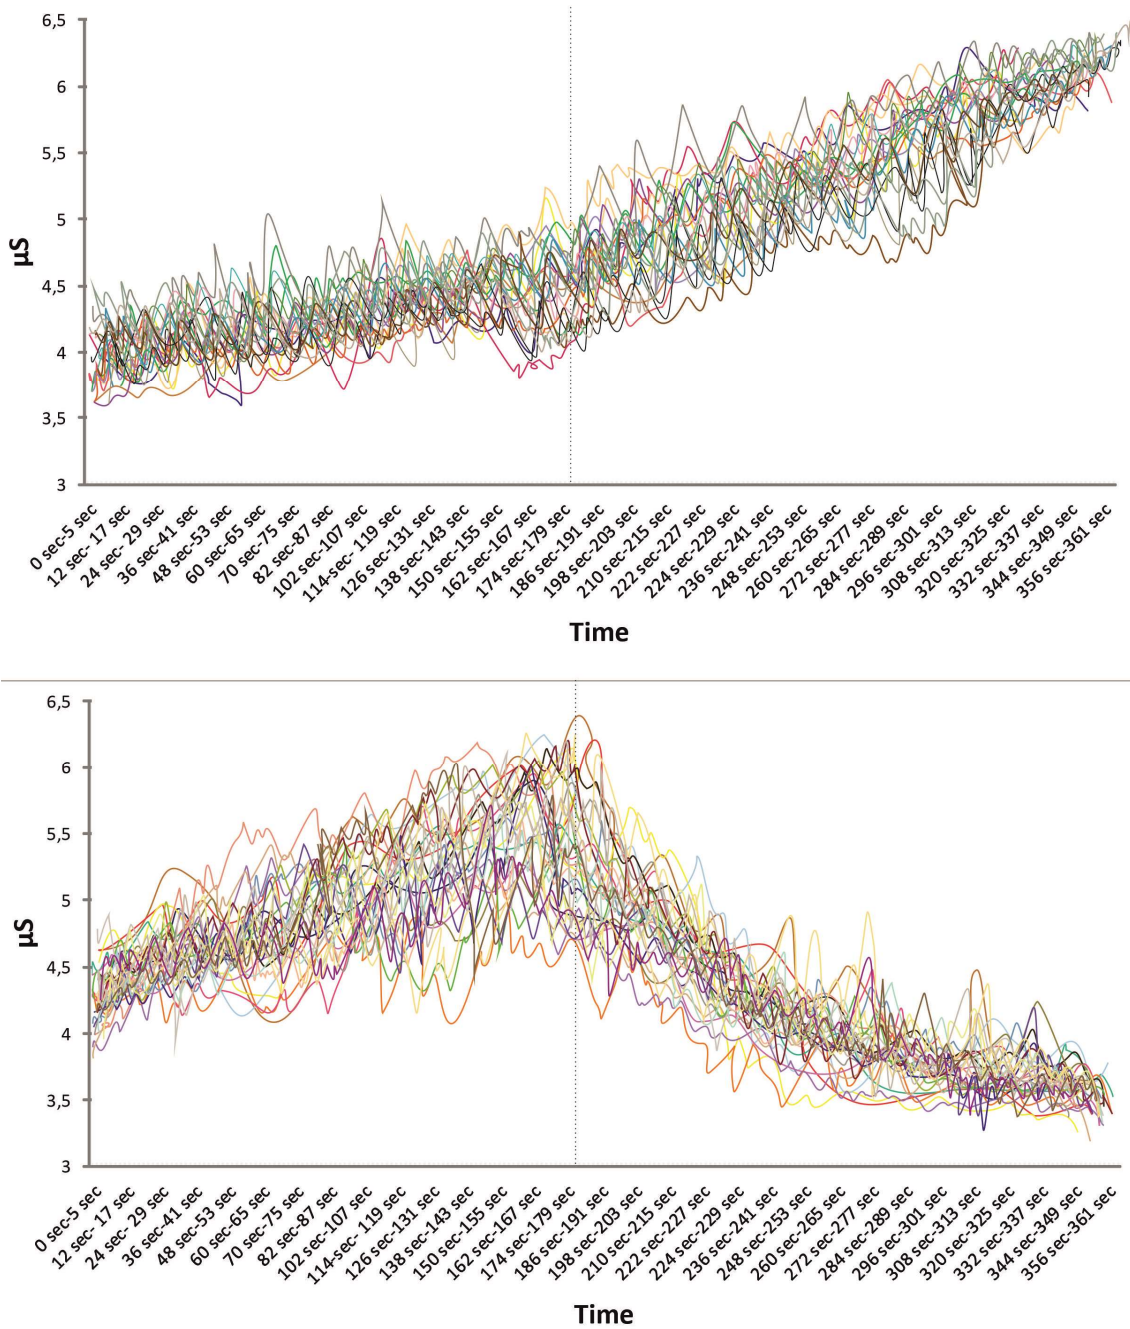 6,5
6
5,5
5
4,5
4
3,5
3
µS
0 sec-5 sec
12 sec- 17 sec
24 sec- 29 sec
36 sec-41 sec
48 sec-53 sec
60 sec-65 sec
70 sec-75 sec
82 sec-87 sec
102 sec-107 sec
114-sec- 119 sec
126 sec-131 sec
138 sec-143 sec
150 sec-155 sec
162 sec-167 sec
174 sec-179 sec
186 sec-191 sec
198 sec-203 sec
210 sec-215 sec
222 sec-227 sec
224 sec-229 sec
236 sec-241 sec
248 sec-253 sec
260 sec-265 sec
272 sec-277 sec
284 sec-289 sec
296 sec-301 sec
308 sec-313 sec
320 sec-325 sec
332 sec-337 sec
344 sec-349 sec
356 sec-361 sec
Time
6,5
6
5,5
5
4,5
4
3,5
3
µS
0 sec-5 sec
12 sec- 17 sec
24 sec- 29 sec
36 sec-41 sec
48 sec-53 sec
60 sec-65 sec
70 sec-75 sec
82 sec-87 sec
102 sec-107 sec
114-sec- 119 sec
126 sec-131 sec
138 sec-143 sec
150 sec-155 sec
162 sec-167 sec
174 sec-179 sec
186 sec-191 sec
198 sec-203 sec
210 sec-215 sec
222 sec-227 sec
224 sec-229 sec
236 sec-241 sec
248 sec-253 sec
260 sec-265 sec
272 sec-277 sec
284 sec-289 sec
296 sec-301 sec
308 sec-313 sec
320 sec-325 sec
332 sec-337 sec
344 sec-349 sec
356 sec-361 sec
Time